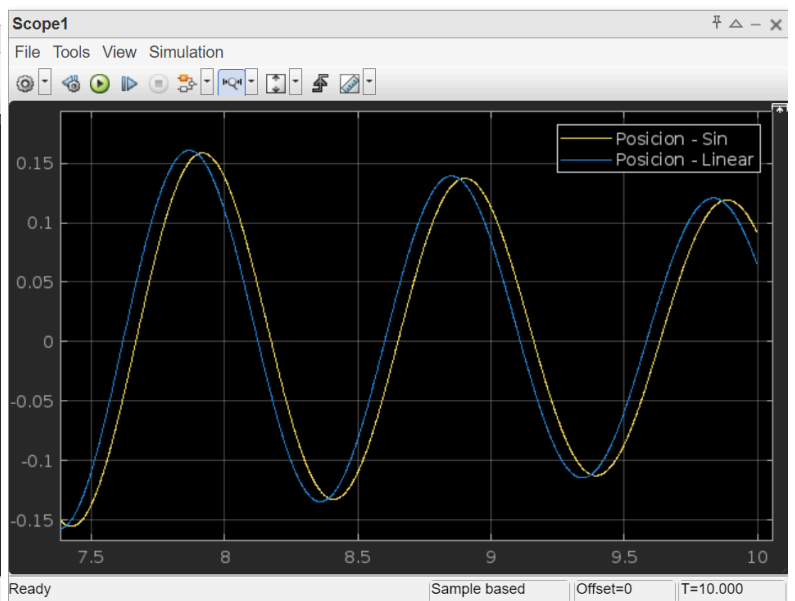 Scope1
File Tools View Simulation
Posicion - Sin
Posicion - Linear
0.15
0.1
0.05
0
-0.05
-0.1
-0.15
7.5 8 8.5 9 9.5 10
Ready Sample based Offset=0 T=10.000